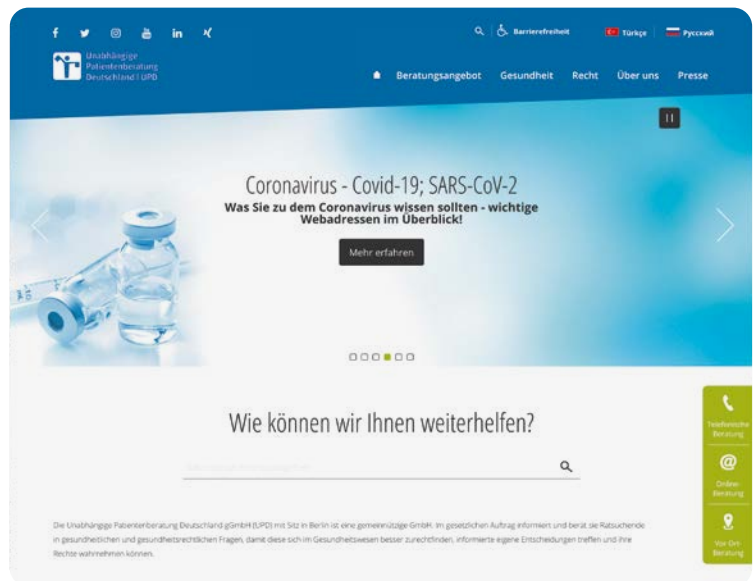 Barrierefreiheit
Türkçe
Русский
Unabhängige
Patientenberatung
Deutschland | UPD
Beratungsangebot Gesundheit Recht Über uns Presse
Coronavirus - Covid-19; SARS-CoV-2
Was Sie zu dem Coronavirus wissen sollten - wichtige
Webadressen im Überblick!
Mehr erfahren
Wie können wir Ihnen weiterhelfen?
Telefonische
Beratung
Online-
Beratung
Vor-Ort-
Beratung
Die Unabhängige Patientenberatung Deutschland gGmbH (UPD) mit Sitz in Berlin ist eine gemeinnützige GmbH. Im gesetzlichen Auftrag informiert und berät sie Ratsuchende
in gesundheitlichen und gesundheitsrechtlichen Fragen, damit diese sich im Gesundheitswesen besser zurechtfinden, informierte eigene Entscheidungen treffen und ihre
Rechte wahrnehmen können.